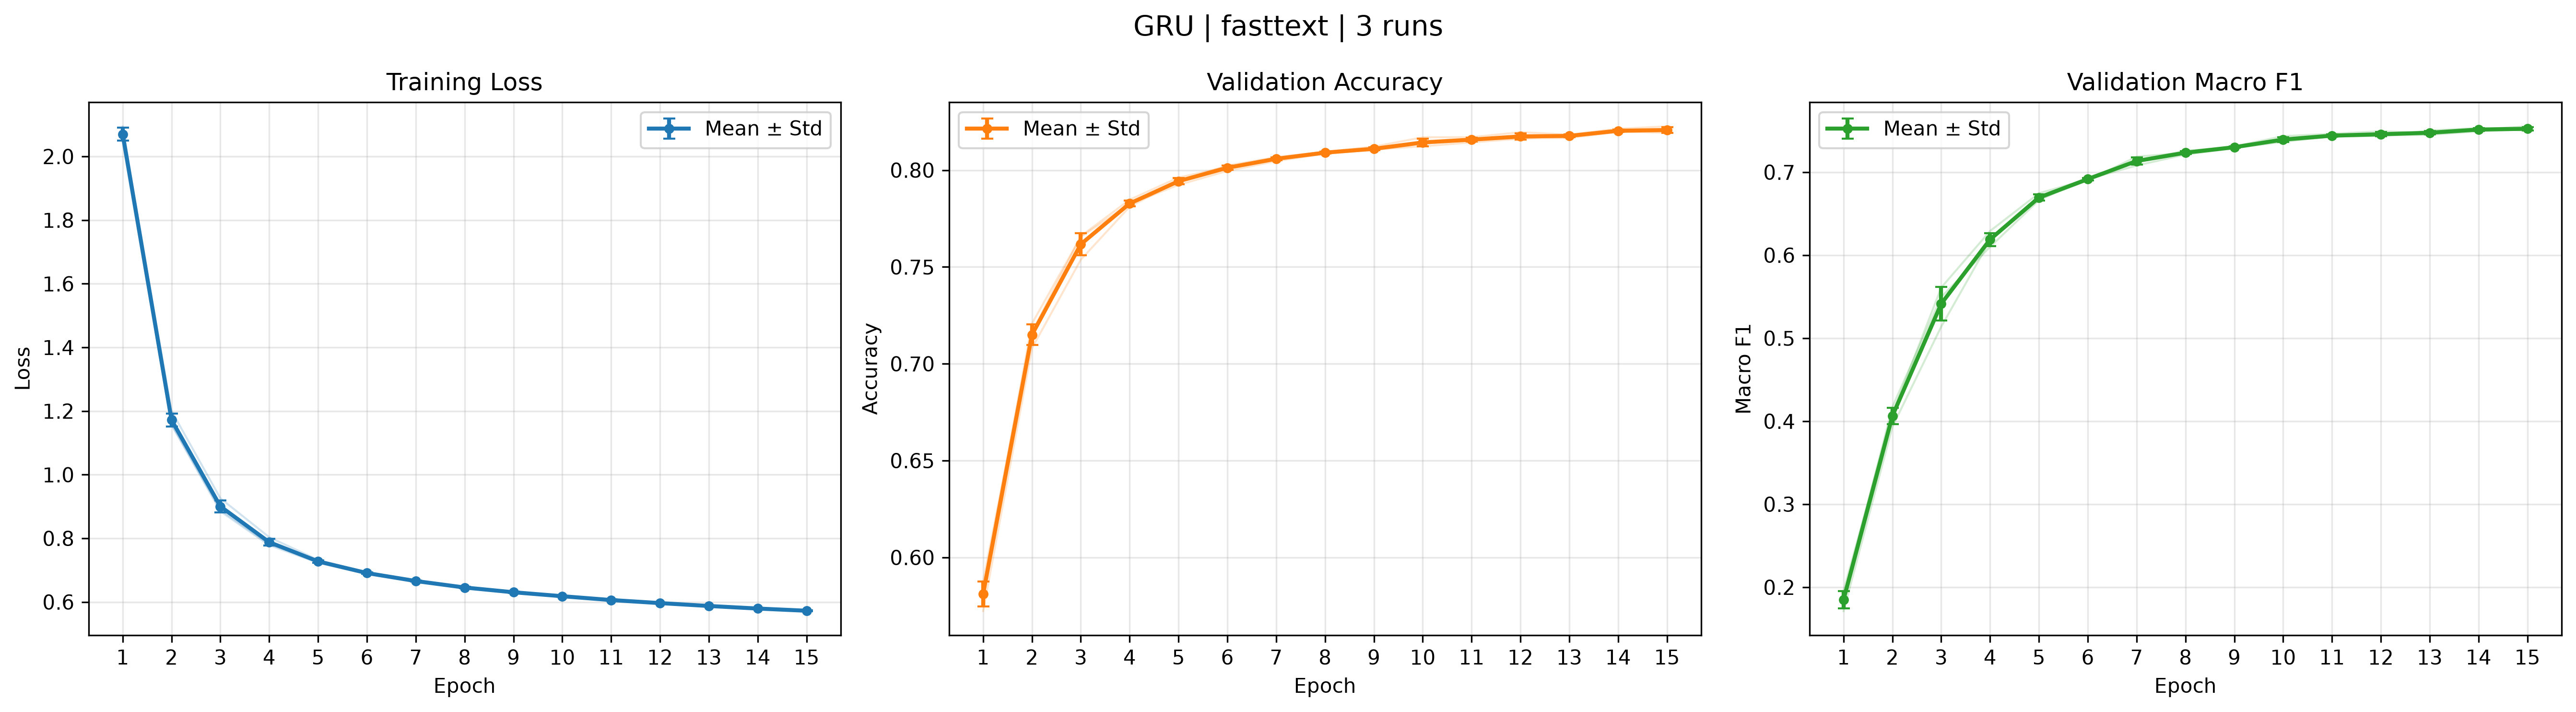 GRU | fasttext | 3 runs
Training Loss
Mean ± Std
Loss
2.0
1.8
1.6
1.4
1.2
1.0
0.8
0.6
1 2 3 4 5 6 7 8 9 10 11 12 13 14 15
Epoch
Validation Accuracy
Mean ± Std
Accuracy
0.80
0.75
0.70
0.65
0.60
1 2 3 4 5 6 7 8 9 10 11 12 13 14 15
Epoch
Validation Macro F1
Mean ± Std
Macro F1
0.7
0.6
0.5
0.4
0.3
0.2
1 2 3 4 5 6 7 8 9 10 11 12 13 14 15
Epoch